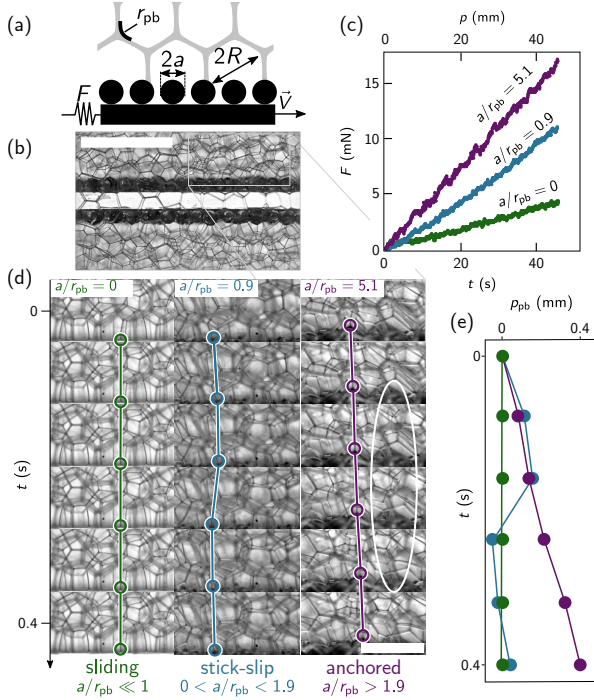 (a)
r_pb
2a
2R
F
V
(b)
(c)
p (mm)
0 20 40
F (mN)
15
10
5
0
a/r_pb = 5.1
a/r_pb = 0.9
a/r_pb = 0
0 20 40
t (s)
(d)
a/r_pb = 0
a/r_pb = 0.9
a/r_pb = 5.1
0
t (s)
0.4
sliding
a/r_pb ≪ 1
stick-slip
0 < a/r_pb < 1.9
anchored
a/r_pb > 1.9
(e)
p_pb (mm)
0 0.4
0
t (s)
0.4